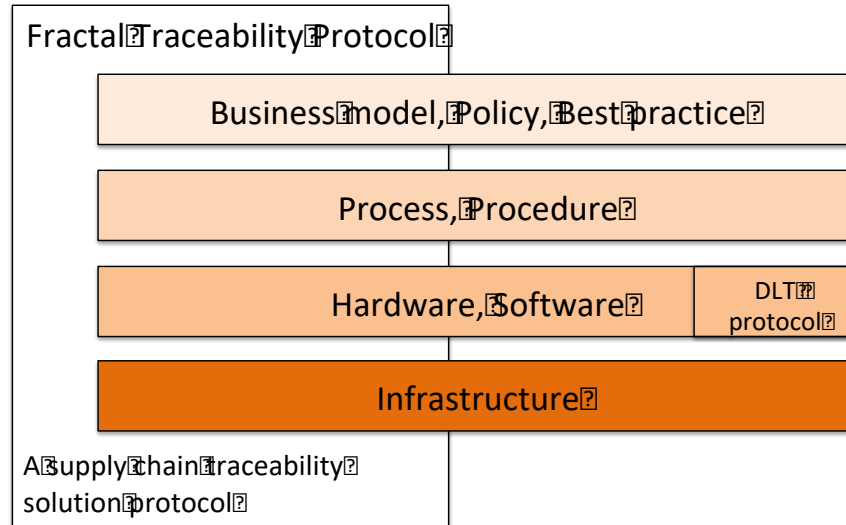 Fractal Traceability Protocol
Business model, Policy, Best practice
Process, Procedure
Hardware, Software
DLT
protocol
Infrastructure
A supply chain traceability
solution protocol